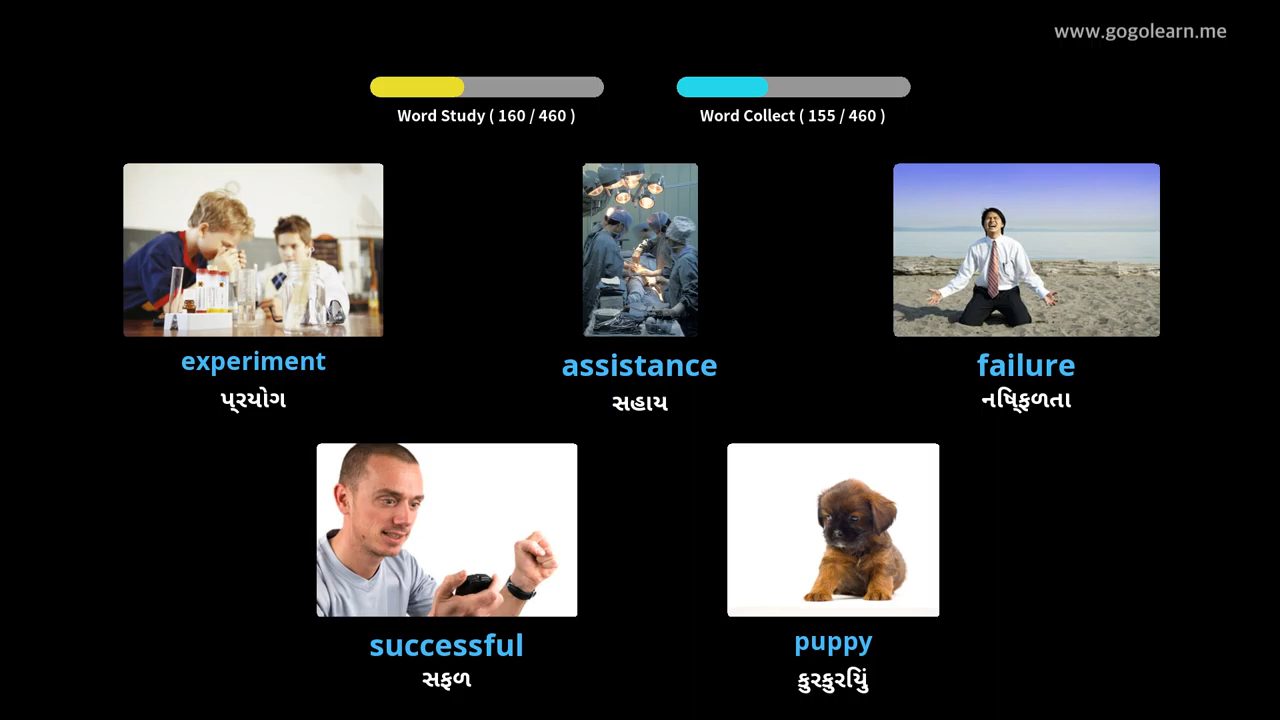 www.gogolearn.me
Word Study ( 160 / 460 )
Word Collect ( 155 / 460 )
experiment
પ્રયોગ
assistance
સહાય
failure
નિષ્ફળતા
successful
સફળ
puppy
કુરકુરિયું